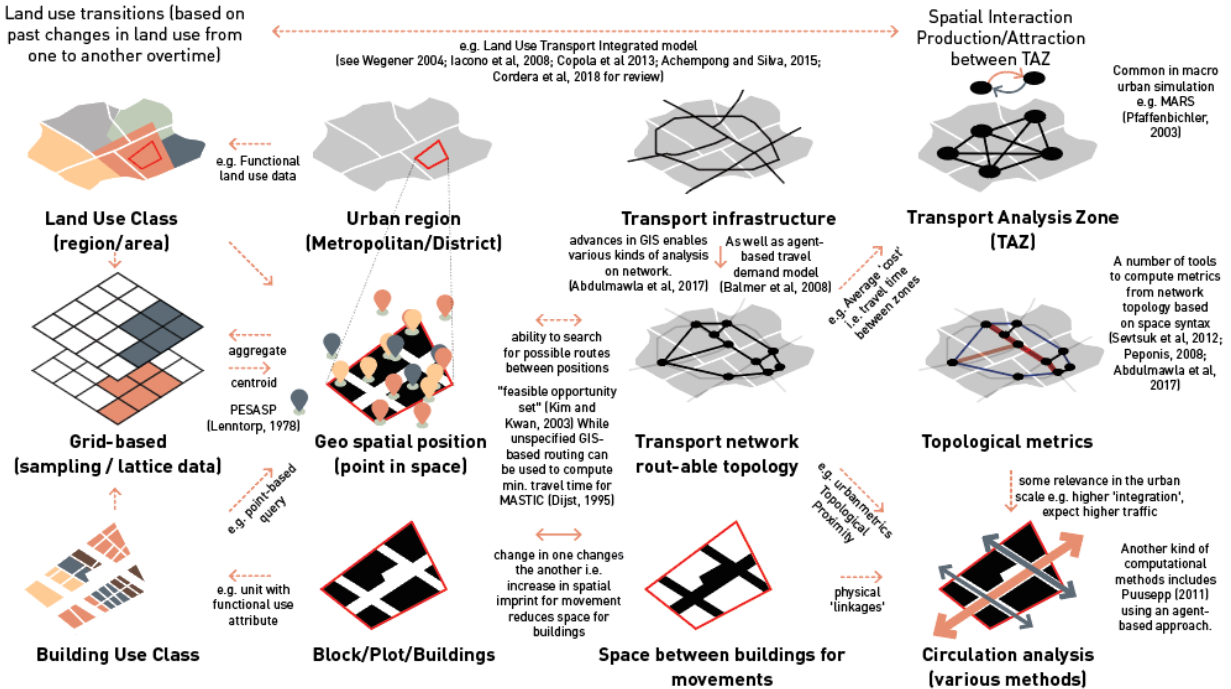 Land use transitions (based on
past changes in land use from
one to another overtime)
e.g. Land Use Transport Integrated model
(see Wegener 2004; Iacono et al, 2008; Copola et al 2013; Achempong and Silva, 2015;
Cordera et al, 2018 for review)
Spatial Interaction
Production/Attraction
between TAZ
Common in macro
urban simulation
e.g. MARS
(Pfaffenbichler,
2003)
e.g. Functional
land use data
Land Use Class
(region/area)
Urban region
(Metropolitan/District)
Transport infrastructure
Transport Analysis Zone
(TAZ)
advances in GIS enables
various kinds of analysis
on network.
(Abdulmawla et al, 2017)
As well as agent-
based travel
demand model
(Balmer et al, 2008)
e.g. Average 'cost'
i.e. travel time
between zones
A number of tools
to compute metrics
from network
topology based
on space syntax
(Sevtsuk et al, 2012;
Peponis, 2008;
Abdulmawla et al,
2017)
aggregate
centroid
PESASP
(Lenntorp, 1978)
ability to search
for possible routes
between positions
"feasible opportunity
set" (Kim and
Kwan, 2003) While
unspecified GIS-
based routing can
be used to compute
min. travel time for
MASTIC (Dijst, 1995)
Grid-based
(sampling / lattice data)
Geo spatial position
(point in space)
Transport network
rout-able topology
Topological metrics
e.g. point-based
query
e.g. urbanmetrics
Topological
Proximity
some relevance in the urban
scale e.g. higher 'integration',
expect higher traffic
e.g. unit with
functional use
attribute
change in one changes
the another i.e.
increase in spatial
imprint for movement
reduces space for
buildings
physical
'linkages'
Another kind of
computational
methods includes
Puusepp (2011)
using an agent-
based approach.
Building Use Class
Block/Plot/Buildings
Space between buildings for
movements
Circulation analysis
(various methods)